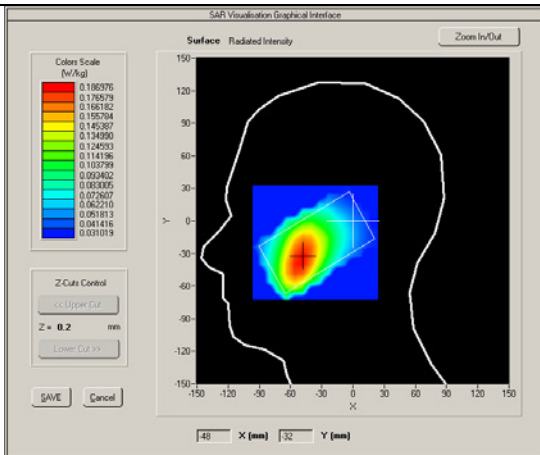 SAR Visualisation Graphical Interface
Surface Radiated Intensity
Zoom In/Out
Colors Scale
(W/kg)
0.186976
0.176579
0.166182
0.155784
0.145387
0.134990
0.124593
0.114196
0.103799
0.093402
0.083005
0.072607
0.062210
0.051813
0.041416
0.031019
150
120
90
60
30
0
-30
-60
-90
-120
-150
Y
-150 -120 -90 -60 -30 0 30 60 90 120 150
X
Z-Cuts Control
<< Upper Cut
Z = 0.2 mm
Lower Cut >>
SAVE Cancel
-48 X (mm) -32 Y (mm)